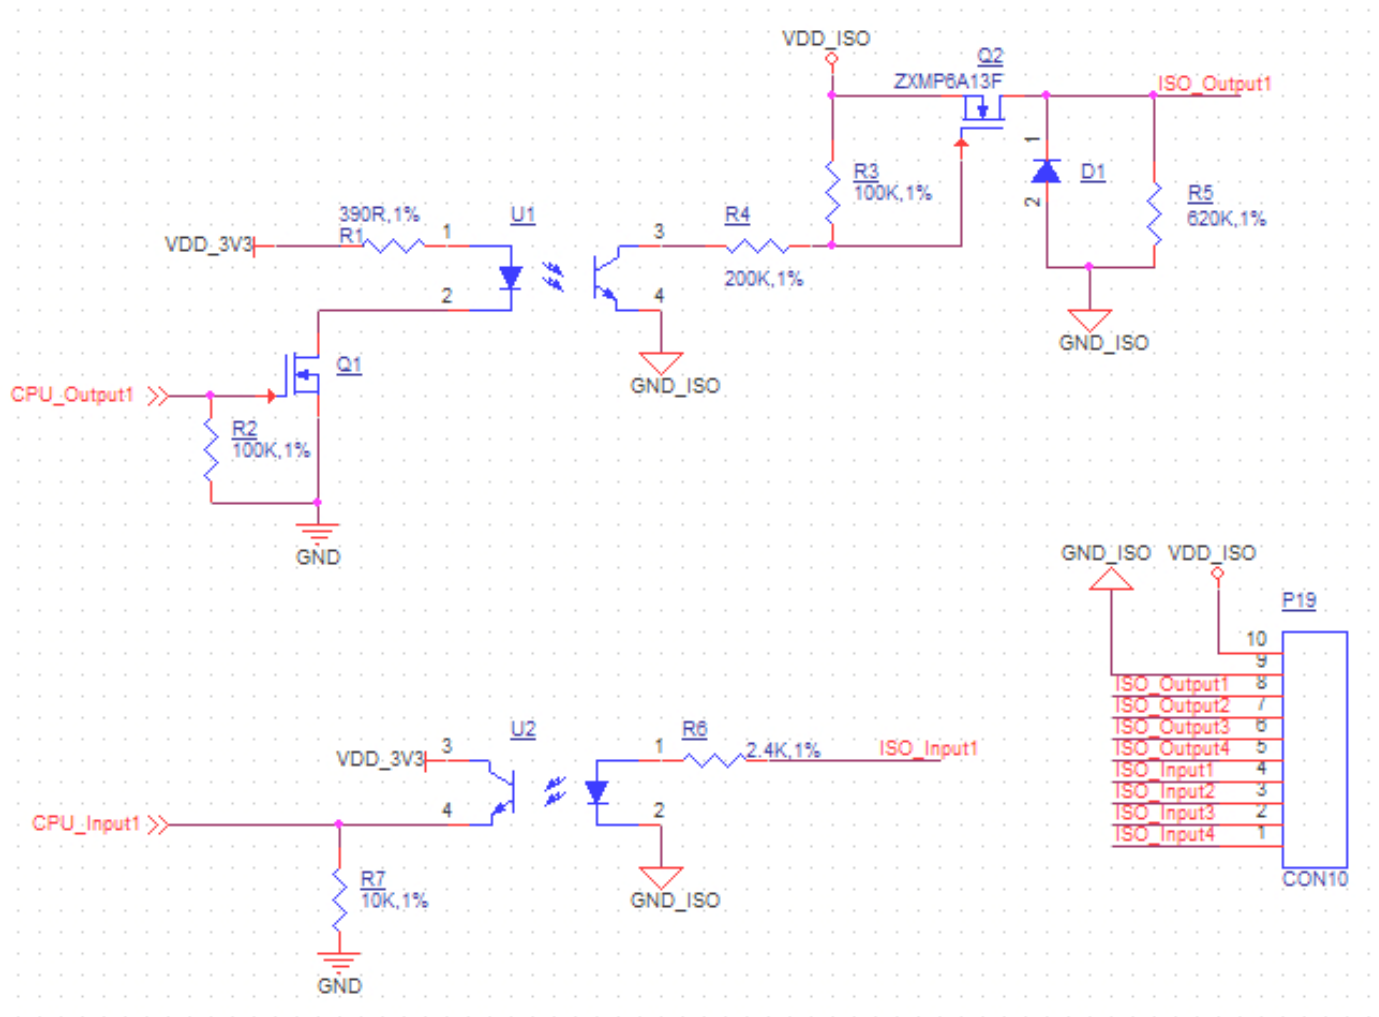 VDD_ISO
Q2
ZXMP6A13F
ISO_Output1
1
R3
100K,1%
D1
2
R5
620K,1%
390R,1%
R1
VDD_3V3
1
U1
3
R4
200K,1%
2
4
GND_ISO
GND_ISO
Q1
CPU_Output1
R2
100K,1%
GND
GND_ISO
VDD_ISO
P19
10
9
ISO_Output1 8
ISO_Output2 7
ISO_Output3 6
ISO_Output4 5
ISO_Input1 4
ISO_Input2 3
ISO_Input3 2
ISO_Input4 1
CON10
U2
VDD_3V3
3
1
R6
2.4K,1%
ISO_Input1
CPU_Input1
4
2
R7
10K,1%
GND_ISO
GND